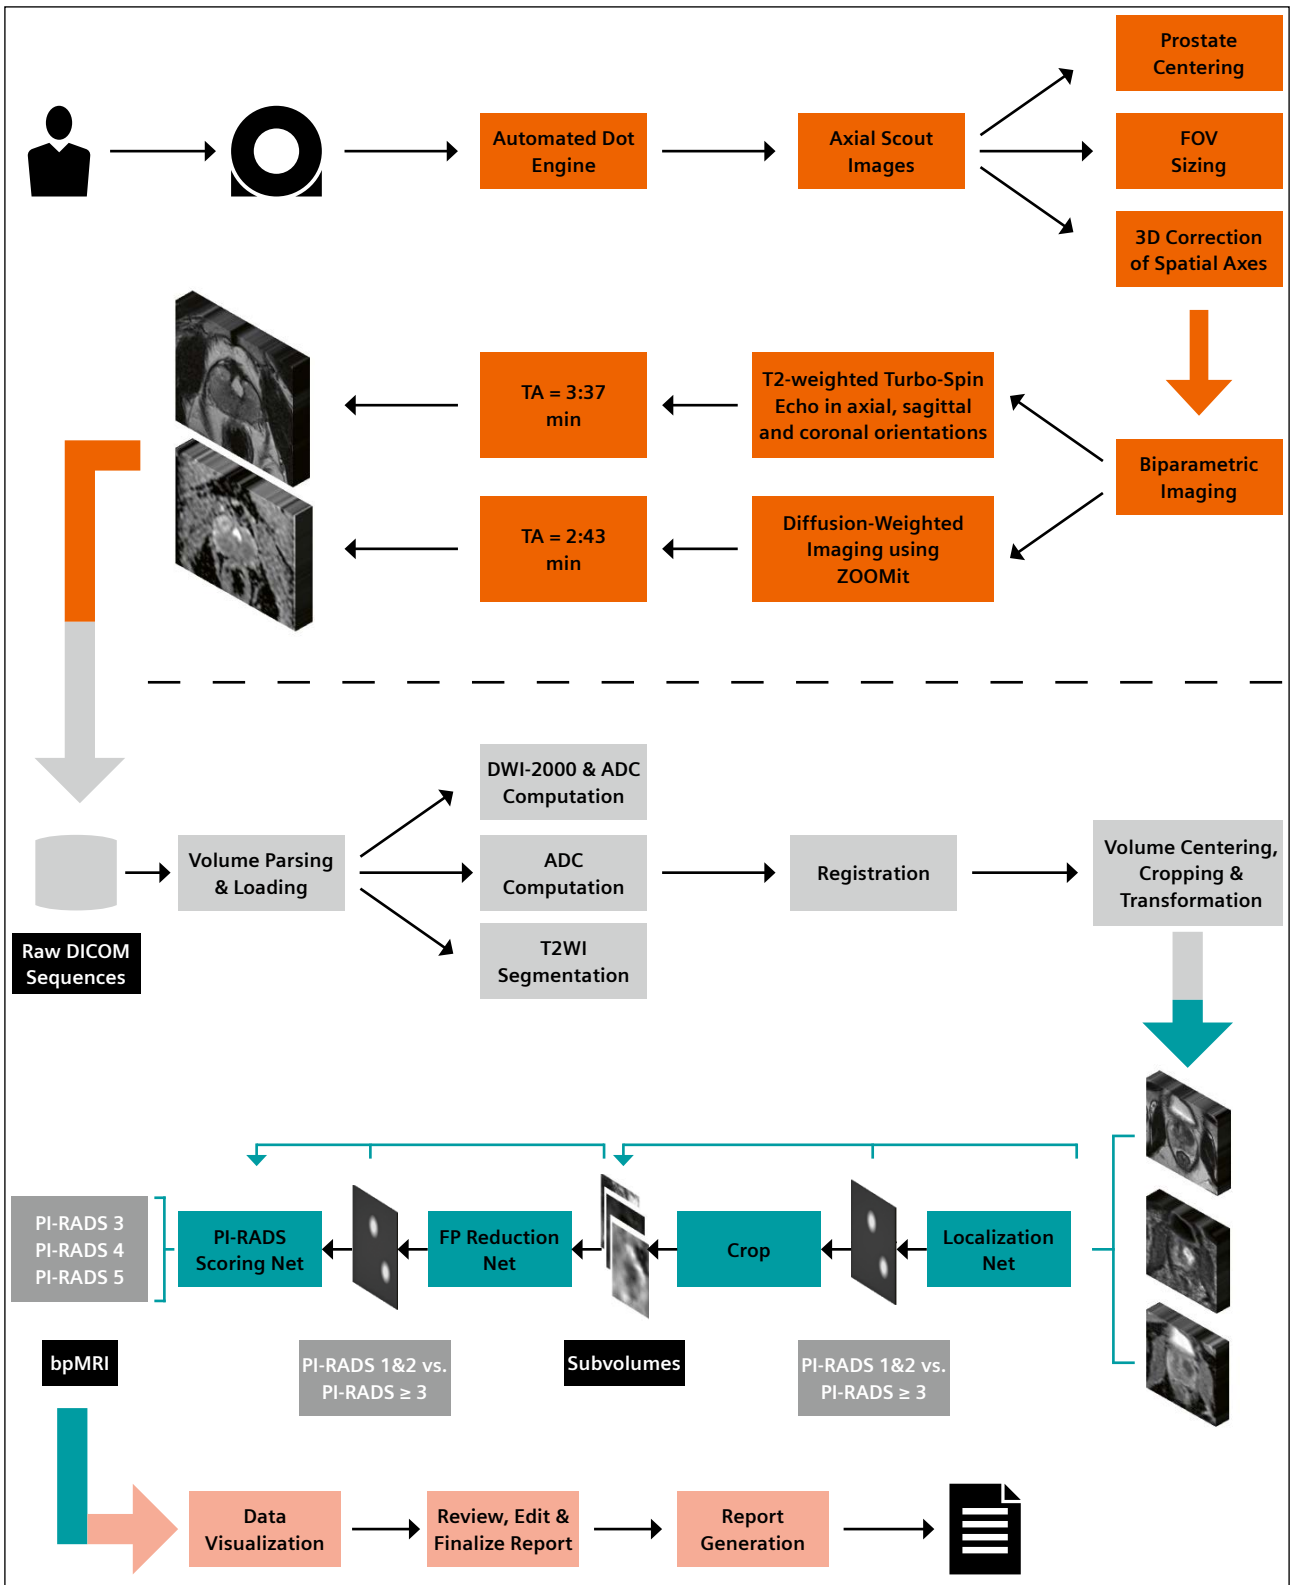 Prostate
Centering
Automated Dot
Engine
Axial Scout
Images
FOV
Sizing
3D Correction
of Spatial Axes
TA = 3:37
min
T2-weighted Turbo-Spin
Echo in axial, sagittal
and coronal orientations
Biparametric
Imaging
TA = 2:43
min
Diffusion-Weighted
Imaging using
ZOOMit
DWI-2000 & ADC
Computation
Volume Parsing
& Loading
ADC
Computation
Registration
Volume Centering,
Cropping &
Transformation
Raw DICOM
Sequences
T2WI
Segmentation
PI-RADS 3
PI-RADS 4
PI-RADS 5
PI-RADS
Scoring Net
FP Reduction
Net
Crop
Localization
Net
bpMRI
PI-RADS 1&2 vs.
PI-RADS ≥ 3
Subvolumes
PI-RADS 1&2 vs.
PI-RADS ≥ 3
Data
Visualization
Review, Edit &
Finalize Report
Report
Generation